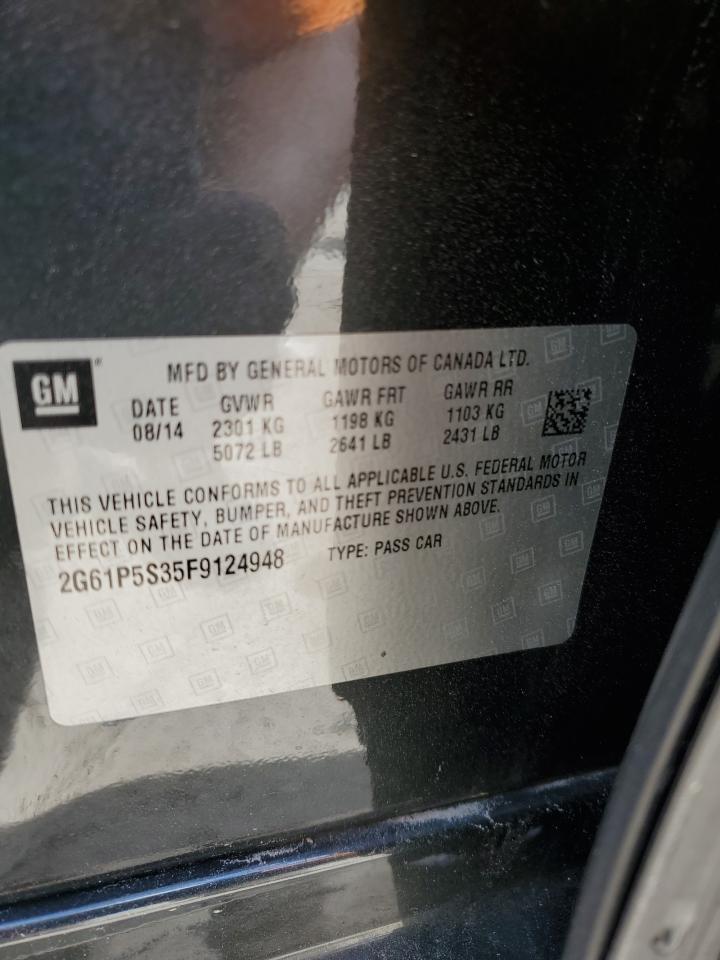 GM
MFD BY GENERAL MOTORS OF CANADA LTD.
DATE GVWR GAWR FRT GAWR RR
08/14 2301 KG 1198 KG 1103 KG
5072 LB 2641 LB 2431 LB
THIS VEHICLE CONFORMS TO ALL APPLICABLE U.S. FEDERAL MOTOR
VEHICLE SAFETY, BUMPER, AND THEFT PREVENTION STANDARDS IN
EFFECT ON THE DATE OF MANUFACTURE SHOWN ABOVE.
2G61P5S35F9124948 TYPE: PASS CAR